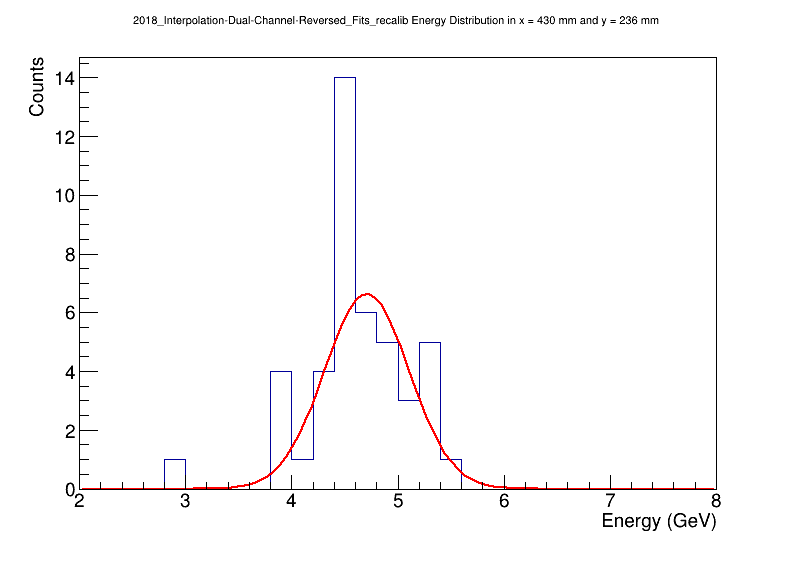 2018_Interpolation-Dual-Channel-Reversed_Fits_recalib Energy Distribution in x = 430 mm and y = 236 mm
Counts
14
12
10
8
6
4
2
0
2 3 4 5 6 7 8
Energy (GeV)